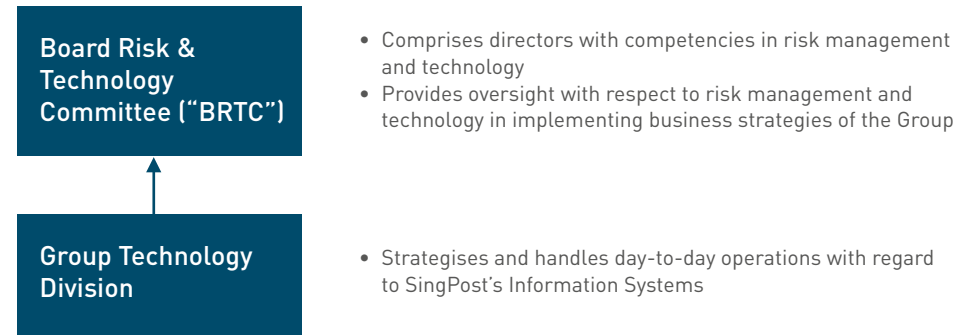 Board Risk &
Technology
Committee (“BRTC”)
• Comprises directors with competencies in risk management
and technology
• Provides oversight with respect to risk management and
technology in implementing business strategies of the Group
Group Technology
Division
• Strategises and handles day-to-day operations with regard
to SingPost’s Information Systems